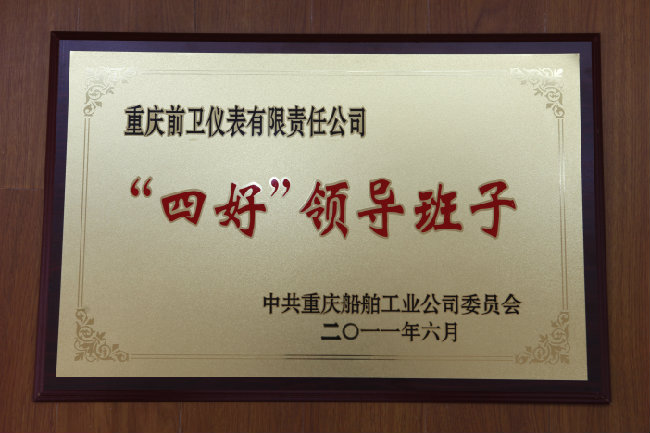 重庆前卫仪表有限责任公司
“四好”领导班子
中共重庆船舶工业公司委员会
二〇一一年六月